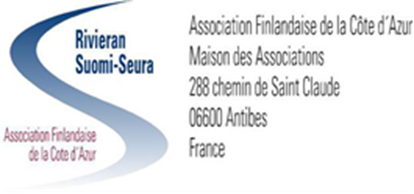 Rivieran
Suomi-Seura
Association Finlandaise
de la Cote d'Azur
Association Finlandaise de la Côte d´Azur
Maison des Associations
288 chemin de Saint Claude
06600 Antibes
France